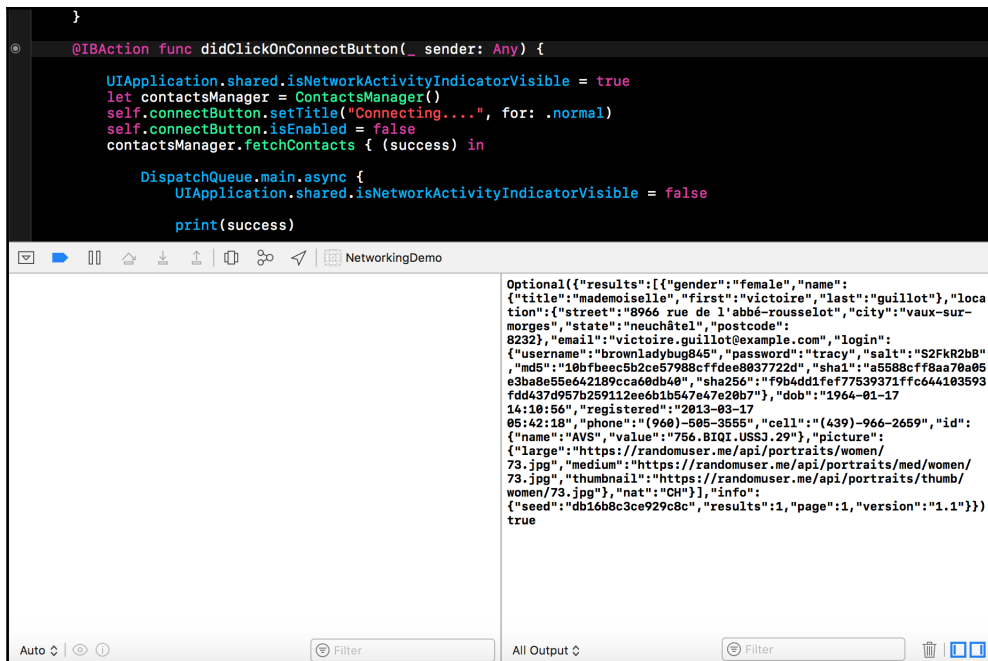 }
@IBAction func didClickOnConnectButton(_ sender: Any) {
UIApplication.shared.isNetworkActivityIndicatorVisible = true
let contactsManager = ContactsManager()
self.connectButton.setTitle("Connecting....", for: .normal)
self.connectButton.isEnabled = false
contactsManager.fetchContacts { (success) in
DispatchQueue.main.async {
UIApplication.shared.isNetworkActivityIndicatorVisible = false
print(success)
NetworkingDemo
Optional({"results":[{"gender":"female","name":
{"title":"mademoiselle","first":"victoire","last":"guillot"},"loca
tion":{"street":"8966 rue de l'abbé-rousselot","city":"vaux-sur-
morges","state":"neuchâtel","postcode":
8232},"email":"victoire.guillot@example.com","login":
{"username":"brownladybug845","password":"tracy","salt":"S2FkR2bB"
,"md5":"10bfbeec5b2ce57988cffdee8037722d","sha1":"a5588cff8aa70a05
e3ba8e55e642189cca60db40","sha256":"f9b4dd1fef77539371ffc644103593
fdd437d957b259112ee6b1b547e47e20b7"},"dob":"1964-01-17
14:10:56","registered":"2013-03-17
05:42:18","phone":"(960)-505-3555","cell":"(439)-966-2659","id":
{"name":"AVS","value":"756.BIQI.USSJ.29"},"picture":
{"large":"https://randomuser.me/api/portraits/women/
73.jpg","medium":"https://randomuser.me/api/portraits/med/women/
73.jpg","thumbnail":"https://randomuser.me/api/portraits/thumb/
women/73.jpg"},"nat":"CH"}],"info":
{"seed":"db16b8c3ce929c8c","results":1,"page":1,"version":"1.1"}})
true
Auto
Filter
All Output
Filter